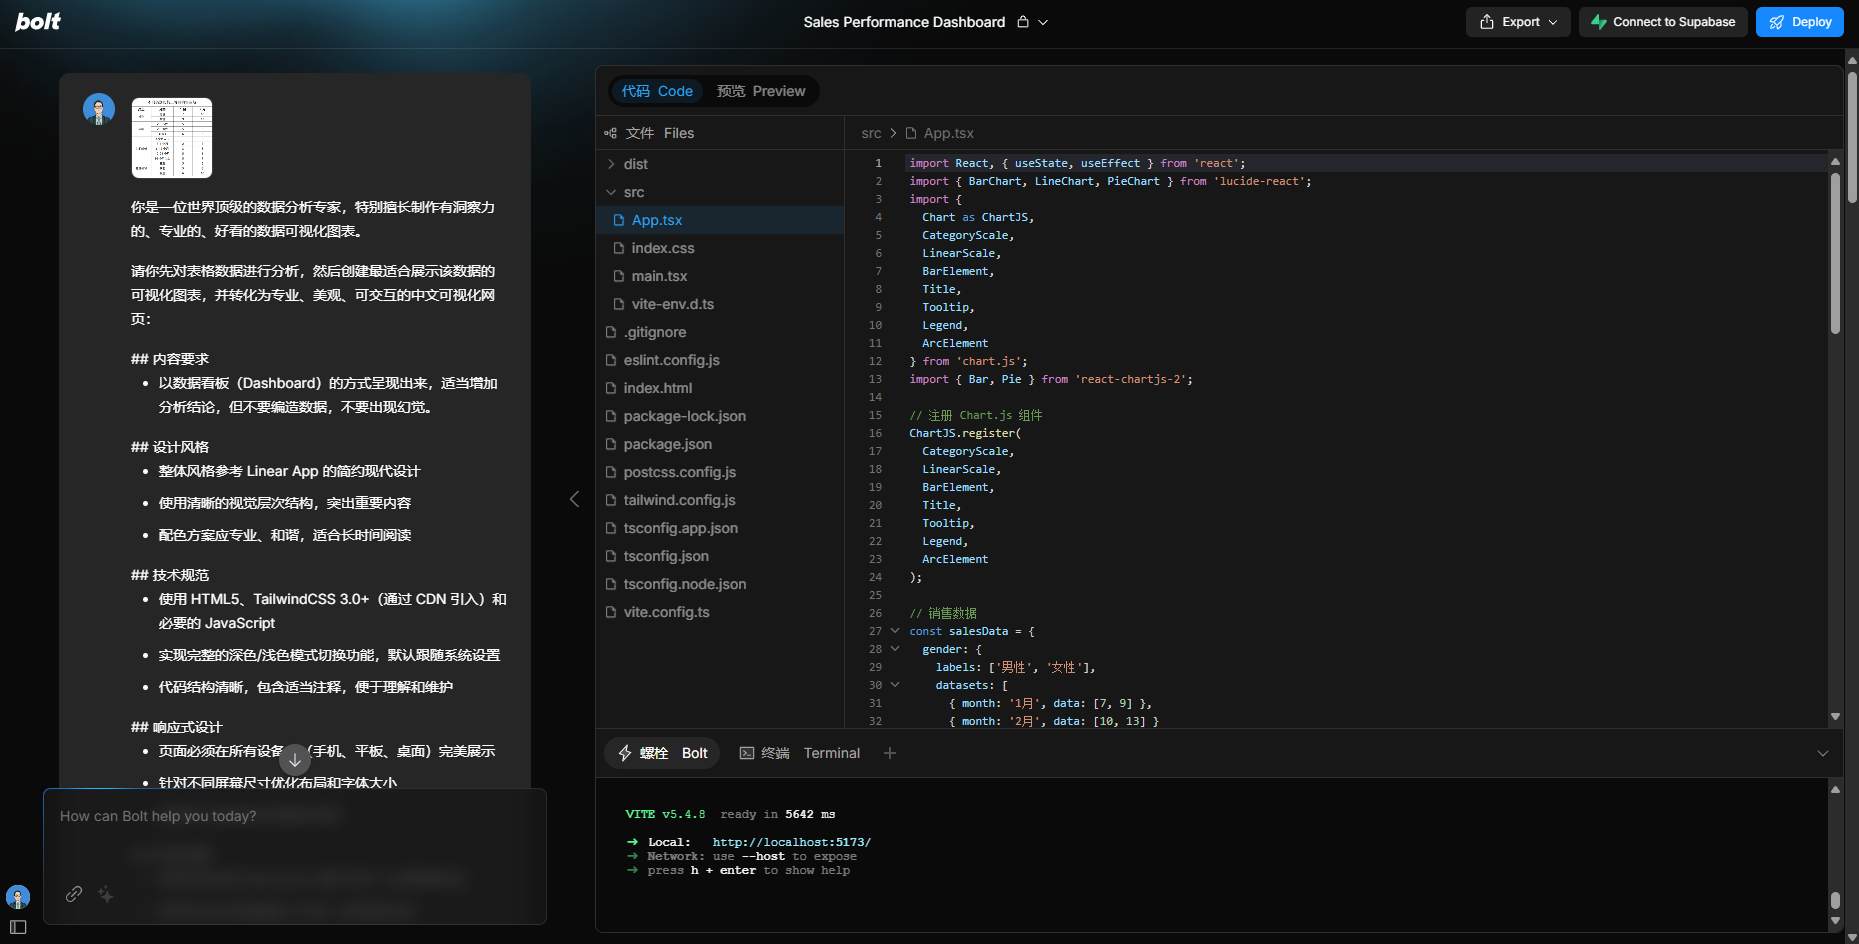 bolt
Sales Performance Dashboard
Export
Connect to Supabase
Deploy
你是一位世界顶级的数据分析专家，特别擅长制作有洞察力
的、专业的、好看的数据可视化图表。
请你先对表格数据进行分析，然后创建最适合展示该数据的
可视化图表，并转化为专业、美观、可交互的中文可视化网
页：
## 内容要求
• 以数据看板（Dashboard）的方式呈现出来，适当增加
分析结论，但不要编造数据，不要出现幻觉。
## 设计风格
• 整体风格参考 Linear App 的简约现代设计
• 使用清晰的视觉层次结构，突出重要内容
• 配色方案应专业、和谐，适合长时间阅读
## 技术规范
• 使用 HTML5、TailwindCSS 3.0+（通过 CDN 引入）和
必要的 JavaScript
• 实现完整的深色/浅色模式切换功能，默认跟随系统设置
• 代码结构清晰，包含适当注释，便于理解和维护
## 响应式设计
• 页面必须在所有设备（手机、平板、桌面）完美展示
• 针对不同屏幕尺寸优化布局和字体大小
How can Bolt help you today?
代码 Code
预览 Preview
文件 Files
dist
src
App.tsx
index.css
main.tsx
vite-env.d.ts
.gitignore
eslint.config.js
index.html
package-lock.json
package.json
postcss.config.js
tailwind.config.js
tsconfig.app.json
tsconfig.json
tsconfig.node.json
vite.config.ts
src > App.tsx
1 import React, { useState, useEffect } from 'react';
2 import { BarChart, LineChart, PieChart } from 'lucide-react';
3 import {
4 Chart as ChartJS,
5 CategoryScale,
6 LinearScale,
7 BarElement,
8 Title,
9 Tooltip,
10 Legend,
11 ArcElement
12 } from 'chart.js';
13 import { Bar, Pie } from 'react-chartjs-2';
14
15 // 注册 Chart.js 组件
16 ChartJS.register(
17 CategoryScale,
18 LinearScale,
19 BarElement,
20 Title,
21 Tooltip,
22 Legend,
23 ArcElement
24 );
25
26 // 销售数据
27 const salesData = {
28 gender: {
29 labels: ['男性', '女性'],
30 datasets: [
31 { month: '1月', data: [7, 9] },
32 { month: '2月', data: [10, 13] }
螺栓 Bolt
终端 Terminal
VITE v5.4.8 ready in 5642 ms
➜ Local: http://localhost:5173/
➜ Network: use --host to expose
➜ press h + enter to show help